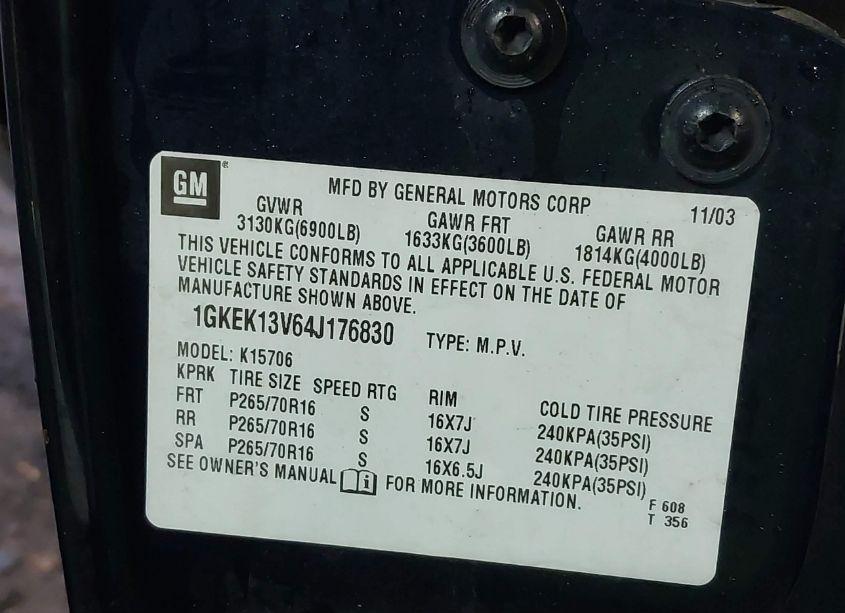 GM ®
MFD BY GENERAL MOTORS CORP 11/03
GVWR GAWR FRT GAWR RR
3130KG(6900LB) 1633KG(3600LB) 1814KG(4000LB)
THIS VEHICLE CONFORMS TO ALL APPLICABLE U.S. FEDERAL MOTOR
VEHICLE SAFETY STANDARDS IN EFFECT ON THE DATE OF
MANUFACTURE SHOWN ABOVE.
1GKEK13V64J176830 TYPE: M.P.V.
MODEL: K15706
KPRK TIRE SIZE SPEED RTG RIM COLD TIRE PRESSURE
FRT P265/70R16 S 16X7J 240KPA(35PSI)
RR P265/70R16 S 16X7J 240KPA(35PSI)
SPA P265/70R16 S 16X6.5J 240KPA(35PSI)
SEE OWNER'S MANUAL i FOR MORE INFORMATION.
F 608
T 356